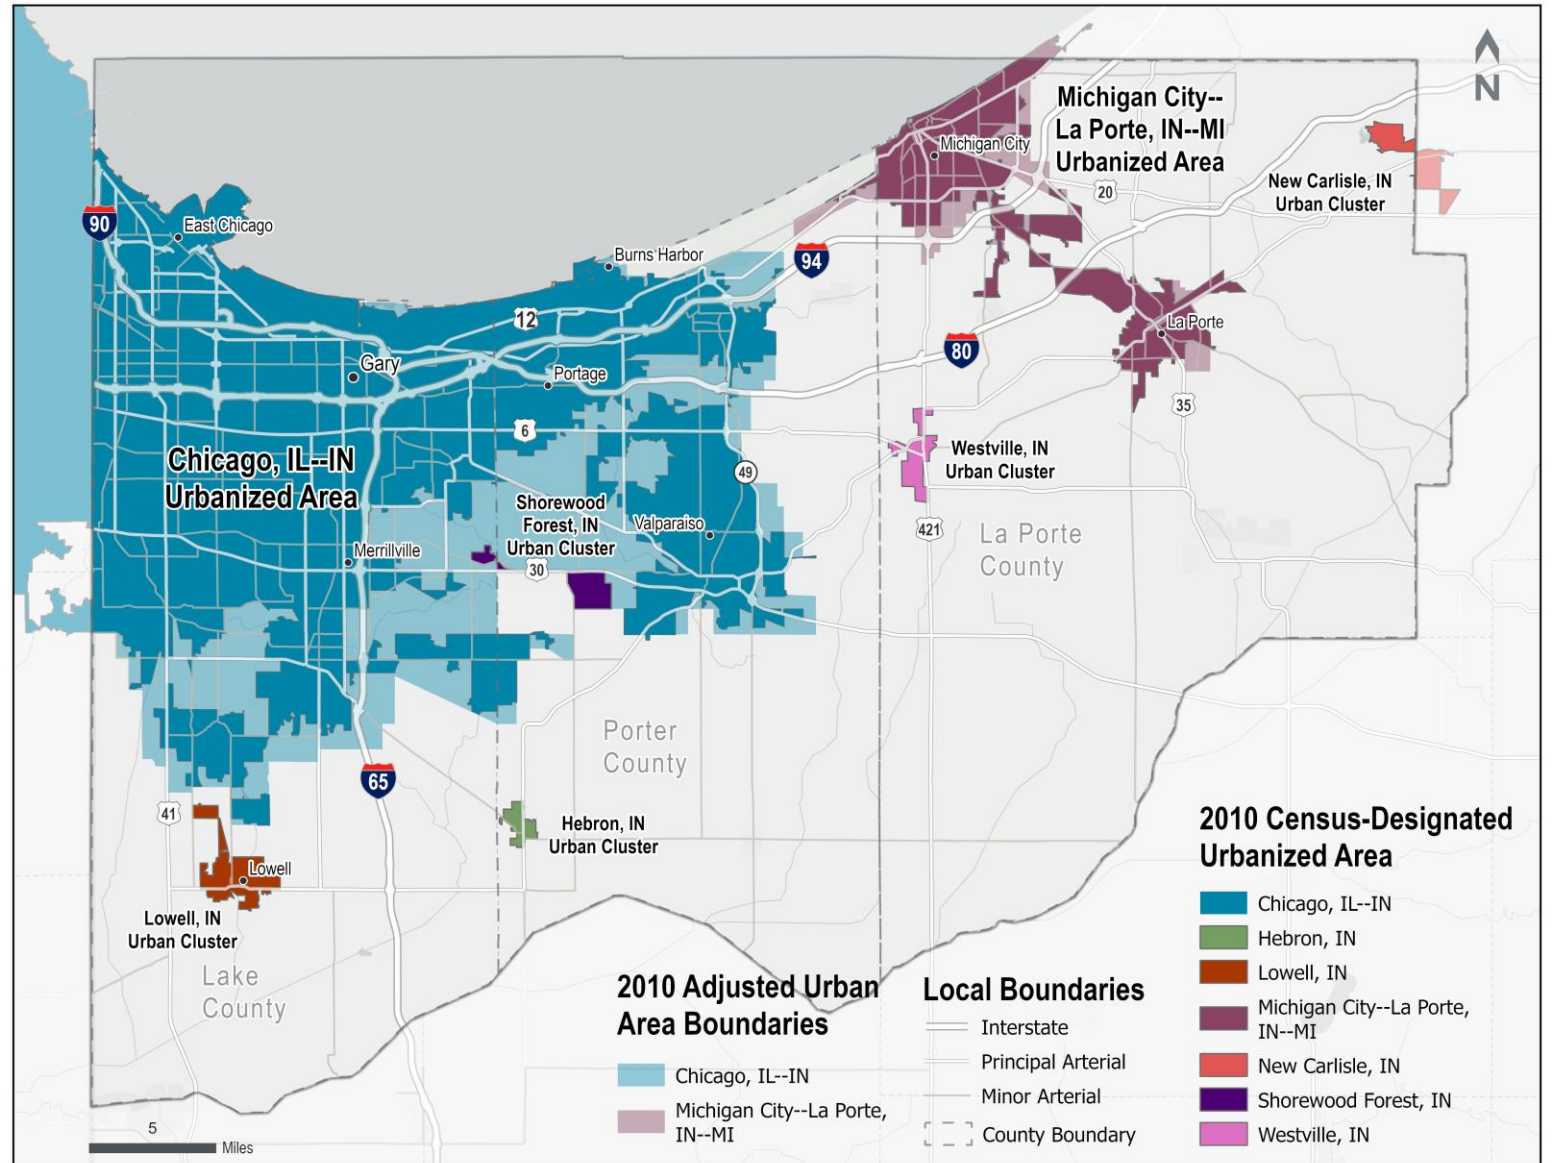 N
Michigan City--
La Porte, IN--MI
Urbanized Area
Michigan City
New Carlisle, IN
Urban Cluster
20
90
East Chicago
Burns Harbor
94
12
La Porte
80
Gary
Portage
35
6
Westville, IN
Urban Cluster
Chicago, IL--IN
Urbanized Area
49
Shorewood
Forest, IN
Urban Cluster
Valparaiso
421
La Porte
County
Merrillville
30
Porter
County
65
41
Hebron, IN
Urban Cluster
Lowell
Lowell, IN
Urban Cluster
Lake
County
5
Miles
2010 Adjusted Urban
Area Boundaries
Chicago, IL--IN
Michigan City--La Porte,
IN--MI
Local Boundaries
Interstate
Principal Arterial
Minor Arterial
County Boundary
2010 Census-Designated
Urbanized Area
Chicago, IL--IN
Hebron, IN
Lowell, IN
Michigan City--La Porte,
IN--MI
New Carlisle, IN
Shorewood Forest, IN
Westville, IN